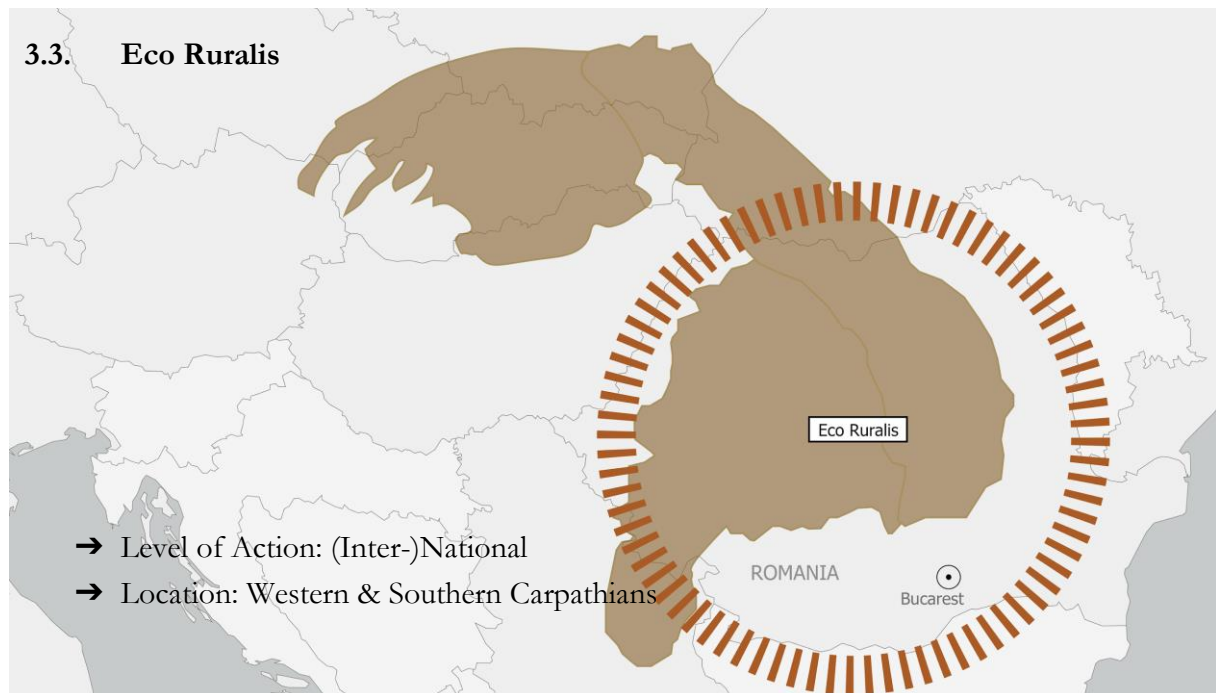 3.3. Eco Ruralis
Eco Ruralis
➔ Level of Action: (Inter-)National
➔ Location: Western & Southern Carpathians
ROMANIA
Bucarest